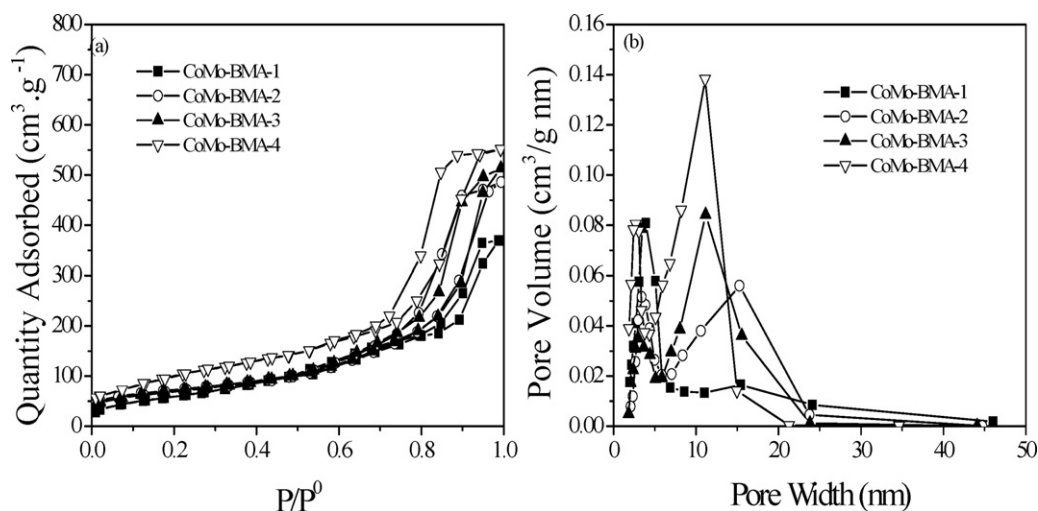 (a)
CoMo-BMA-1
CoMo-BMA-2
CoMo-BMA-3
CoMo-BMA-4
Quantity Adsorbed (cm³.g⁻¹)
800
700
600
500
400
300
200
100
0
0.0 0.2 0.4 0.6 0.8 1.0
P/P⁰
(b)
CoMo-BMA-1
CoMo-BMA-2
CoMo-BMA-3
CoMo-BMA-4
Pore Volume (cm³/g nm)
0.16
0.14
0.12
0.10
0.08
0.06
0.04
0.02
0.00
0 10 20 30 40 50
Pore Width (nm)